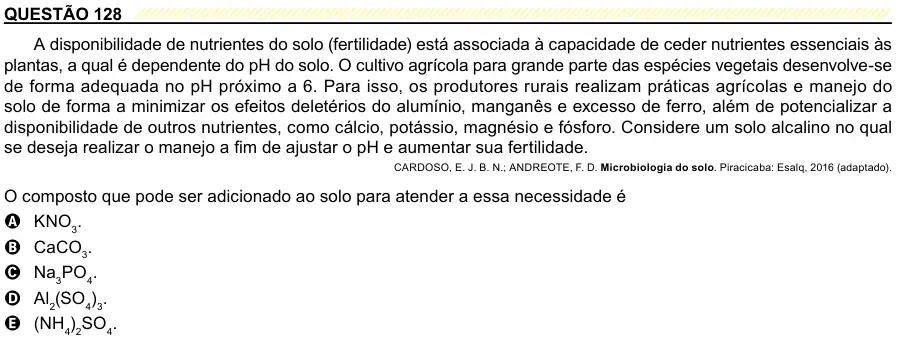 QUESTÃO 128
A disponibilidade de nutrientes do solo (fertilidade) está associada à capacidade de ceder nutrientes essenciais às
plantas, a qual é dependente do pH do solo. O cultivo agrícola para grande parte das espécies vegetais desenvolve-se
de forma adequada no pH próximo a 6. Para isso, os produtores rurais realizam práticas agrícolas e manejo do
solo de forma a minimizar os efeitos deletérios do alumínio, manganês e excesso de ferro, além de potencializar a
disponibilidade de outros nutrientes, como cálcio, potássio, magnésio e fósforo. Considere um solo alcalino no qual
se deseja realizar o manejo a fim de ajustar o pH e aumentar sua fertilidade.
CARDOSO, E. J. B. N.; ANDREOTE, F. D. Microbiologia do solo. Piracicaba: Esalq, 2016 (adaptado).
O composto que pode ser adicionado ao solo para atender a essa necessidade é
A KNO₃.
B CaCO₃.
C Na₃PO₄.
D Al₂(SO₄)₃.
E (NH₄)₂SO₄.